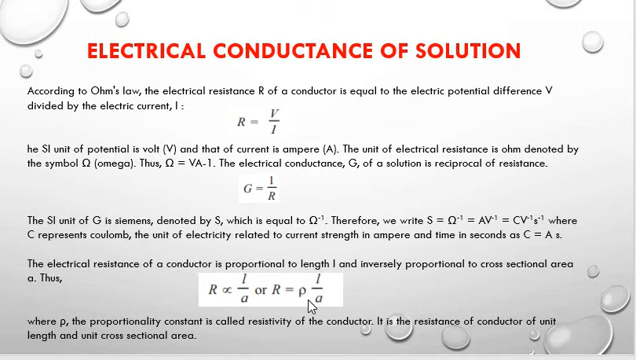 ELECTRICAL CONDUCTANCE OF SOLUTION
According to Ohm's law, the electrical resistance R of a conductor is equal to the electric potential difference V
divided by the electric current, I :
R = V/I
he SI unit of potential is volt (V) and that of current is ampere (A). The unit of electrical resistance is ohm denoted by
the symbol Ω (omega). Thus, Ω = VA-1. The electrical conductance, G, of a solution is reciprocal of resistance.
G = 1/R
The SI unit of G is siemens, denoted by S, which is equal to Ω⁻¹. Therefore, we write S = Ω⁻¹ = AV⁻¹ = CV⁻¹s⁻¹ where
C represents coulomb, the unit of electricity related to current strength in ampere and time in seconds as C = A s.
The electrical resistance of a conductor is proportional to length l and inversely proportional to cross sectional area
a. Thus,
R ∝ l/a or R = ρ l/a
where ρ, the proportionality constant is called resistivity of the conductor. It is the resistance of conductor of unit
length and unit cross sectional area.